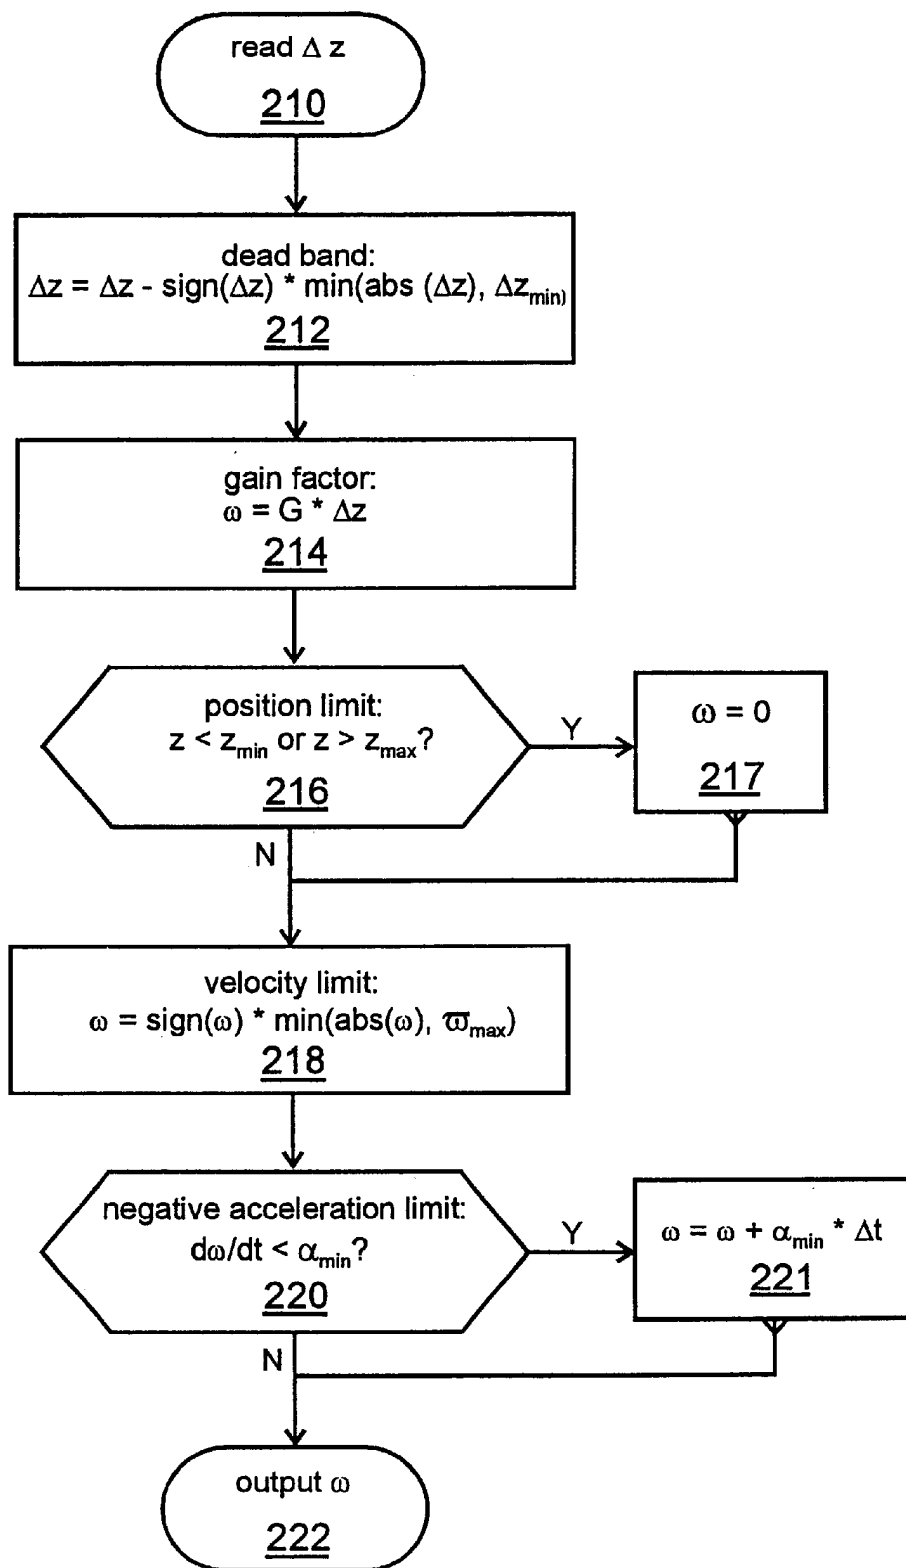 read Δ z
210
dead band:
Δz = Δz - sign(Δz) * min(abs (Δz), Δzmin)
212
gain factor:
ω = G * Δz
214
position limit:
z < zmin or z > zmax?
216
Y
ω = 0
217
N
velocity limit:
ω = sign(ω) * min(abs(ω), ϖmax)
218
negative acceleration limit:
dω/dt < αmin?
220
Y
ω = ω + αmin * Δt
221
N
output ω
222